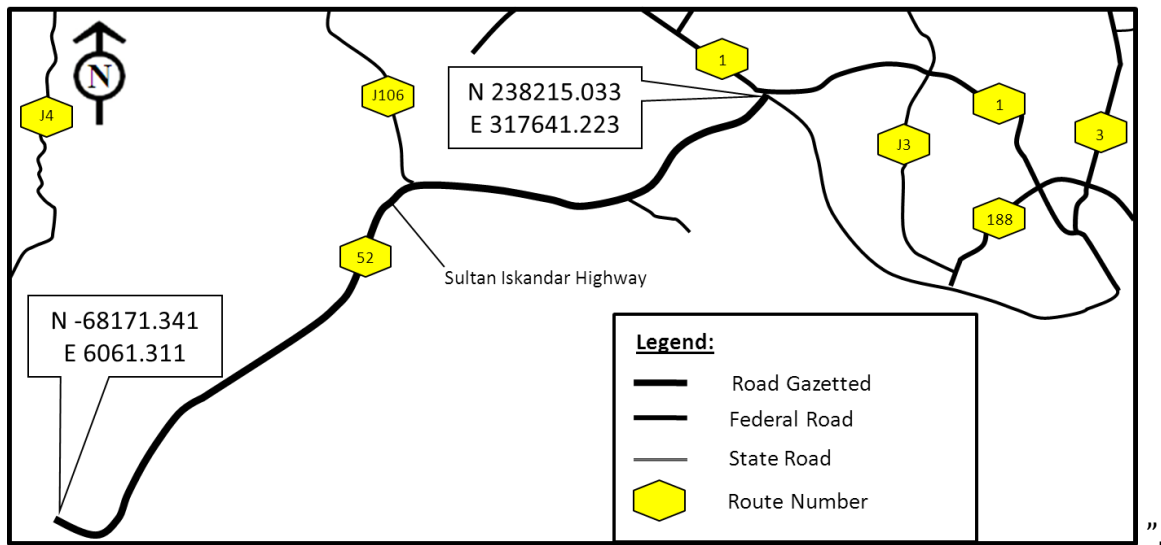 J4
N
J106
N 238215.033
E 317641.223
1
1
J3
3
188
52
Sultan Iskandar Highway
N -68171.341
E 6061.311
Legend:
Road Gazetted
Federal Road
State Road
Route Number
”.